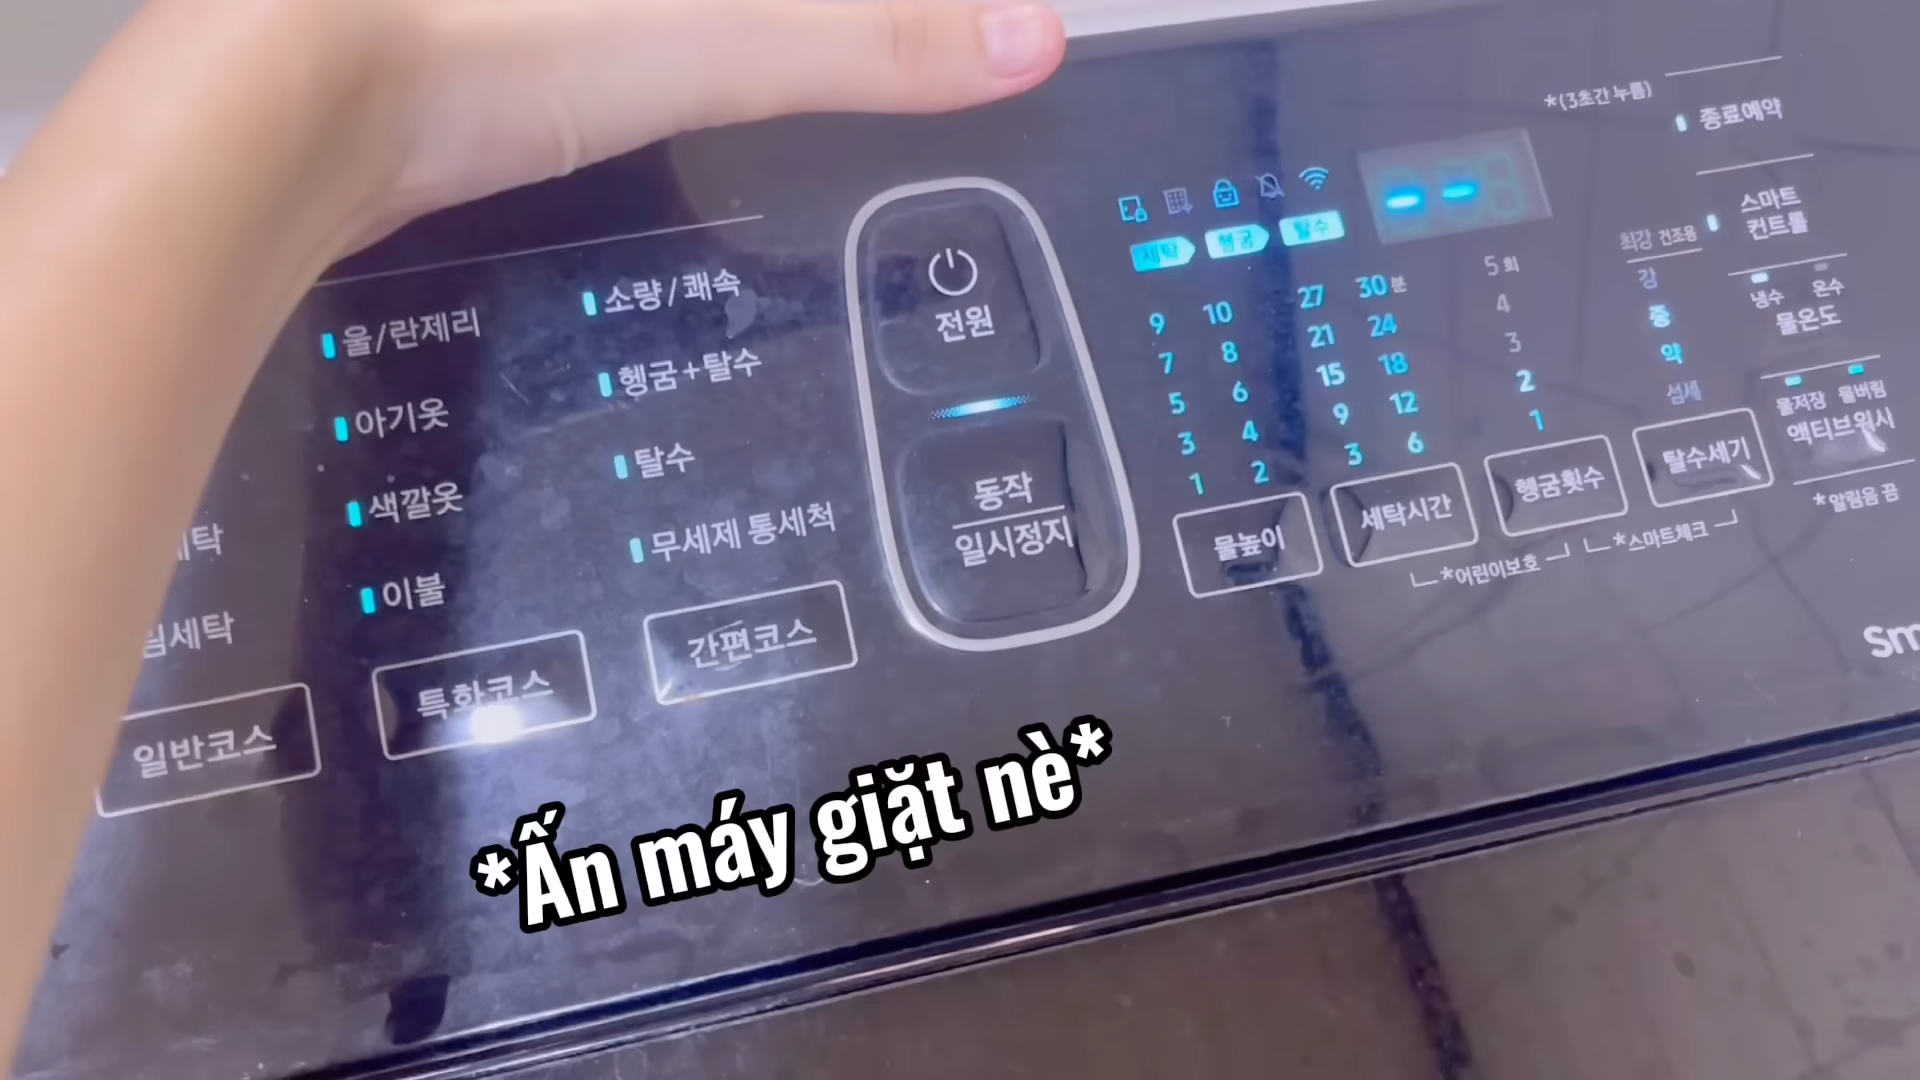 *(3초간 누름)
종료예약
스마트
컨트롤
최강 건조용
강
중
약
섬세
냉수 온수
물온도
물저장 물버림
액티브워시
*알림음 끔
세탁 헹굼 탈수
9 10 27 30분 5회
7 8 21 24 4
5 6 15 18 3
3 4 9 12 2
1 2 3 6 1
물높이
세탁시간
헹굼횟수
탈수세기
*어린이보호
*스마트체크
전원
동작
일시정지
울/란제리
아기옷
색깔옷
이불
소량/쾌속
헹굼+탈수
탈수
무세제 통세척
일반코스
특화코스
간편코스
*Ấn máy giặt nè*